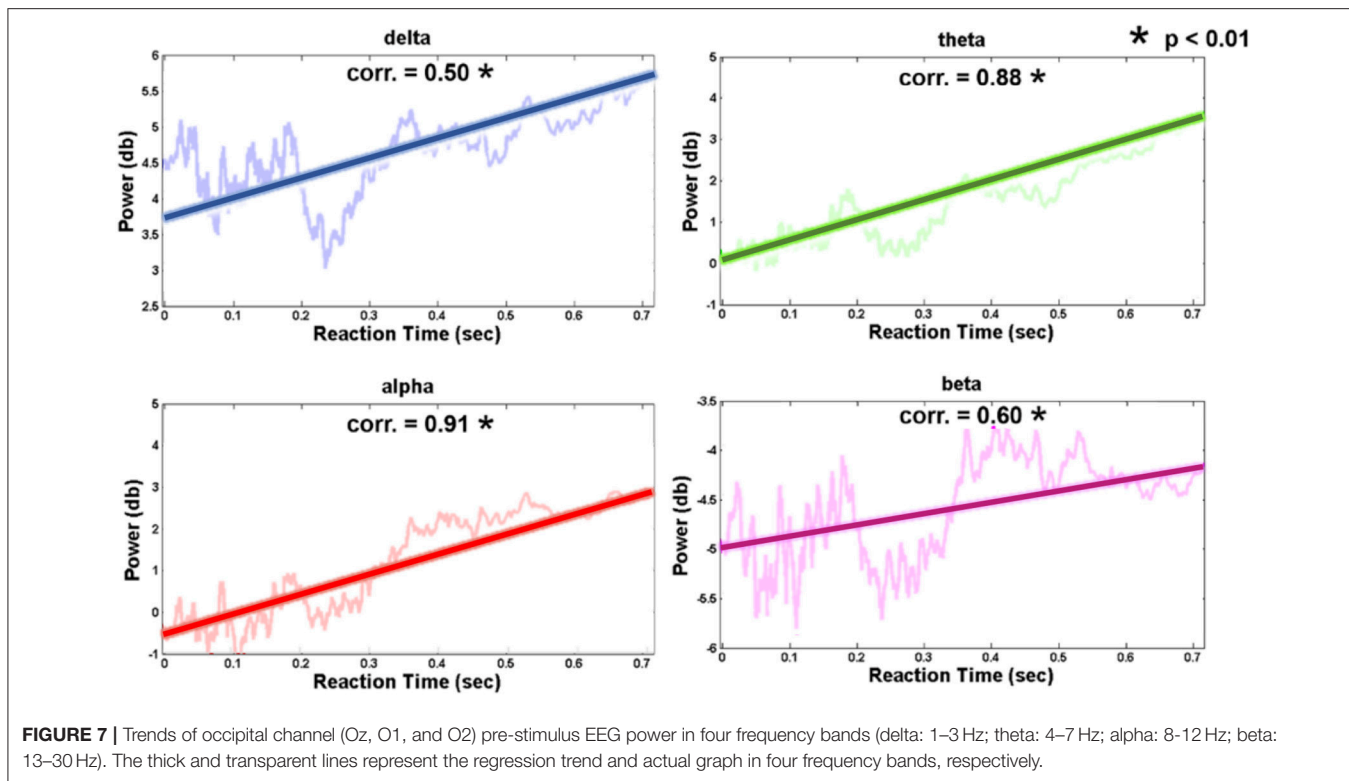 delta
corr. = 0.50 *
6
5.5
5
4.5
4
3.5
3
2.5
Power (db)
0 0.1 0.2 0.3 0.4 0.5 0.6 0.7
Reaction Time (sec)
theta
* p < 0.01
corr. = 0.88 *
5
4
3
2
1
0
-1
Power (db)
0 0.1 0.2 0.3 0.4 0.5 0.6 0.7
Reaction Time (sec)
alpha
corr. = 0.91 *
5
4
3
2
1
0
-1
Power (db)
0 0.1 0.2 0.3 0.4 0.5 0.6 0.7
Reaction Time (sec)
beta
corr. = 0.60 *
-3.5
-4
-4.5
-5
-5.5
-6
Power (db)
0 0.1 0.2 0.3 0.4 0.5 0.6 0.7
Reaction Time (sec)
FIGURE 7 | Trends of occipital channel (Oz, O1, and O2) pre-stimulus EEG power in four frequency bands (delta: 1–3 Hz; theta: 4–7 Hz; alpha: 8-12 Hz; beta:
13–30 Hz). The thick and transparent lines represent the regression trend and actual graph in four frequency bands, respectively.